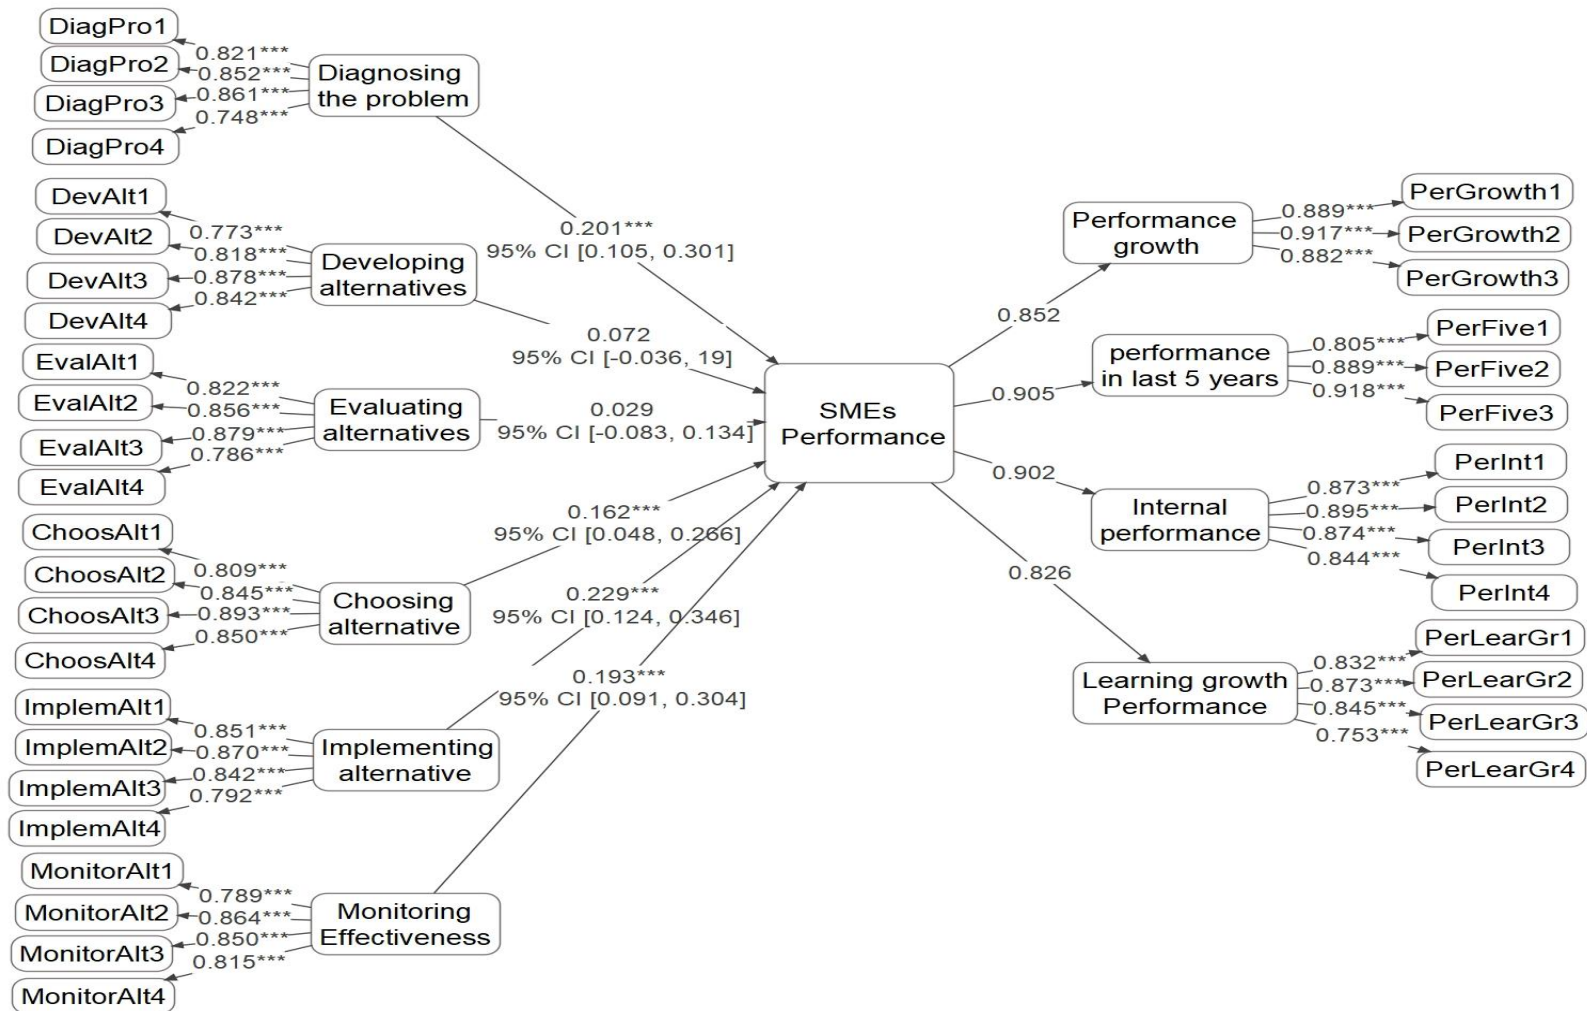 DiagPro1
DiagPro2
DiagPro3
DiagPro4
0.821***
0.852***
0.861***
0.748***
Diagnosing
the problem
DevAlt1
DevAlt2
DevAlt3
DevAlt4
0.773***
0.818***
0.878***
0.842***
Developing
alternatives
EvalAlt1
EvalAlt2
EvalAlt3
EvalAlt4
0.822***
0.856***
0.879***
0.786***
Evaluating
alternatives
ChoosAlt1
ChoosAlt2
ChoosAlt3
ChoosAlt4
0.809***
0.845***
0.893***
0.850***
Choosing
alternative
ImplemAlt1
ImplemAlt2
ImplemAlt3
ImplemAlt4
0.851***
0.870***
0.842***
0.792***
Implementing
alternative
MonitorAlt1
MonitorAlt2
MonitorAlt3
MonitorAlt4
0.789***
0.864***
0.850***
0.815***
Monitoring
Effectiveness
0.201***
95% CI [0.105, 0.301]
0.072
95% CI [-0.036, 19]
0.029
95% CI [-0.083, 0.134]
0.162***
95% CI [0.048, 0.266]
0.229***
95% CI [0.124, 0.346]
0.193***
95% CI [0.091, 0.304]
SMEs
Performance
0.852
0.905
0.902
0.826
Performance
growth
0.889***
0.917***
0.882***
PerGrowth1
PerGrowth2
PerGrowth3
performance
in last 5 years
0.805***
0.889***
0.918***
PerFive1
PerFive2
PerFive3
Internal
performance
0.873***
0.895***
0.874***
0.844***
PerInt1
PerInt2
PerInt3
PerInt4
Learning growth
Performance
0.832***
0.873***
0.845***
0.753***
PerLearGr1
PerLearGr2
PerLearGr3
PerLearGr4